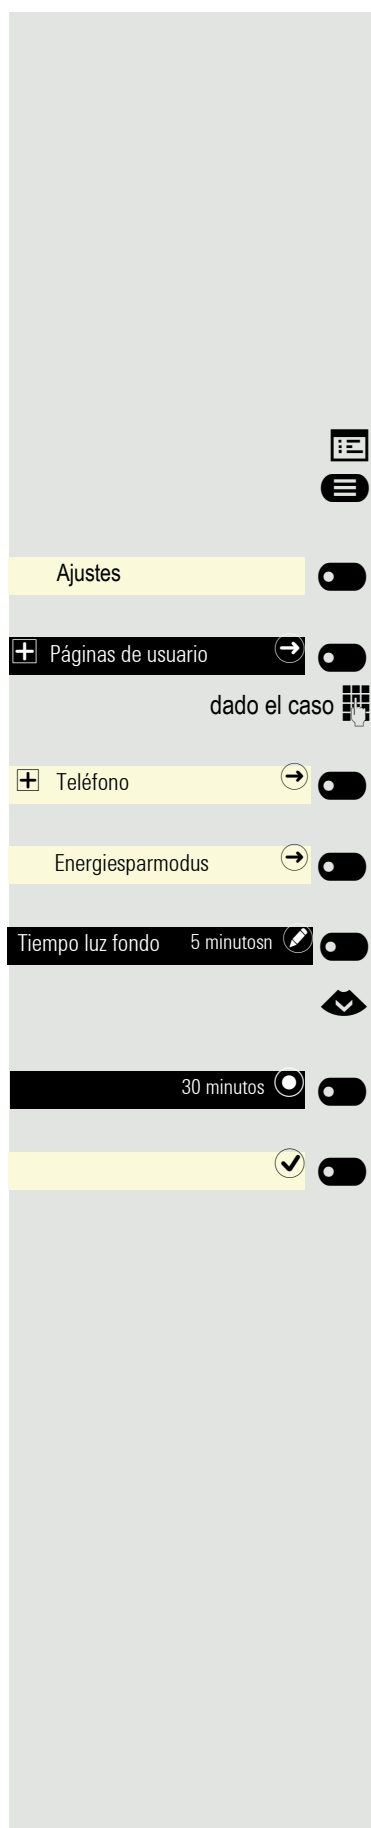 Ajustes
Páginas de usuario
dado el caso
Teléfono
Energiesparmodus
Tiempo luz fondo 5 minutosn
30 minutos